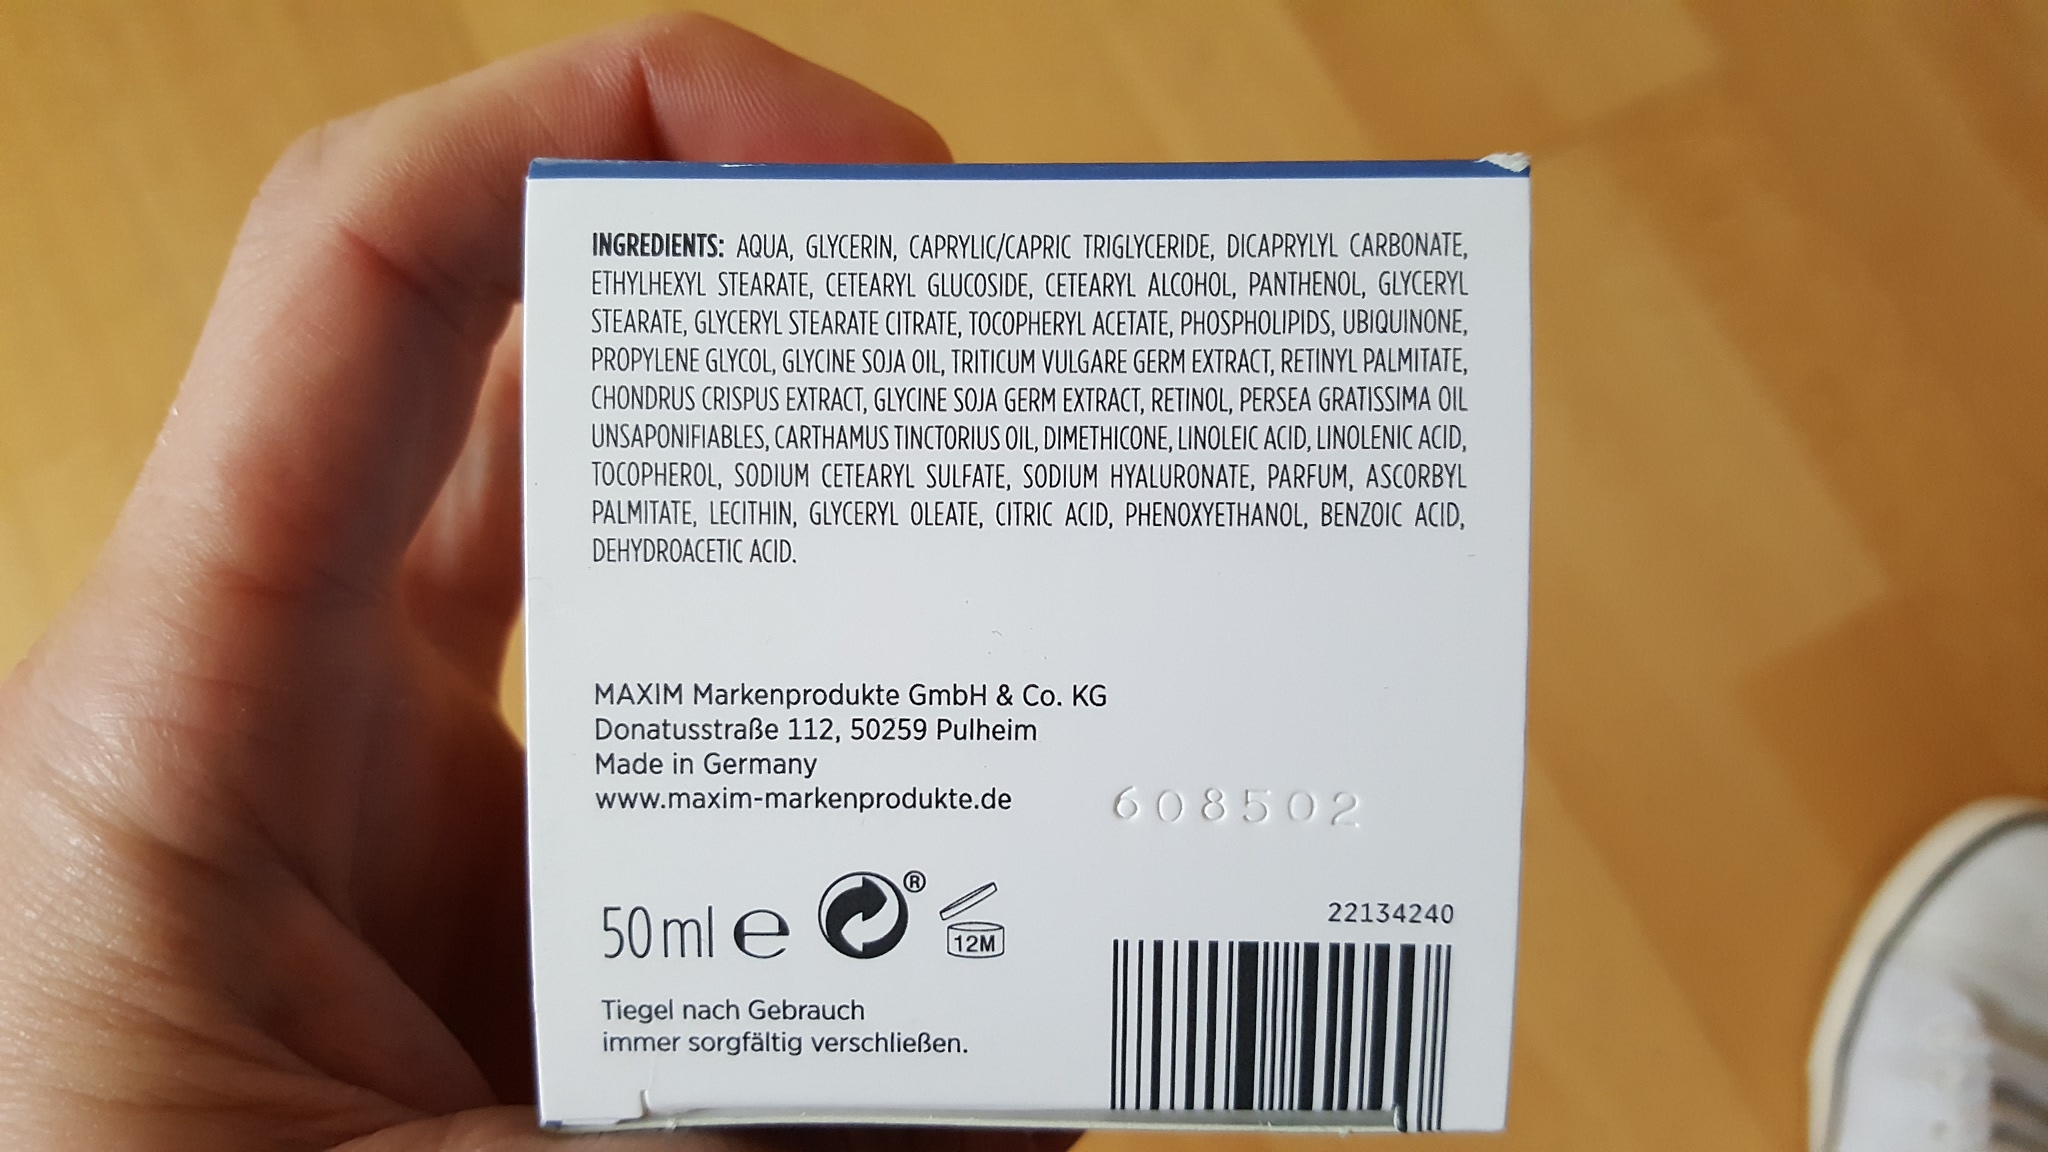 INGREDIENTS: AQUA, GLYCERIN, CAPRYLIC/CAPRIC TRIGLYCERIDE, DICAPRYLYL CARBONATE,
ETHYLHEXYL STEARATE, CETEARYL GLUCOSIDE, CETEARYL ALCOHOL, PANTHENOL, GLYCERYL
STEARATE, GLYCERYL STEARATE CITRATE, TOCOPHERYL ACETATE, PHOSPHOLIPIDS, UBIQUINONE,
PROPYLENE GLYCOL, GLYCINE SOJA OIL, TRITICUM VULGARE GERM EXTRACT, RETINYL PALMITATE,
CHONDRUS CRISPUS EXTRACT, GLYCINE SOJA GERM EXTRACT, RETINOL, PERSEA GRATISSIMA OIL
UNSAPONIFIABLES, CARTHAMUS TINCTORIUS OIL, DIMETHICONE, LINOLEIC ACID, LINOLENIC ACID,
TOCOPHEROL, SODIUM CETEARYL SULFATE, SODIUM HYALURONATE, PARFUM, ASCORBYL
PALMITATE, LECITHIN, GLYCERYL OLEATE, CITRIC ACID, PHENOXYETHANOL, BENZOIC ACID,
DEHYDROACETIC ACID.
MAXIM Markenprodukte GmbH & Co. KG
Donatusstraße 112, 50259 Pulheim
Made in Germany
www.maxim-markenprodukte.de
608502
50 ml e ® 12M
22134240
Tiegel nach Gebrauch
immer sorgfältig verschließen.